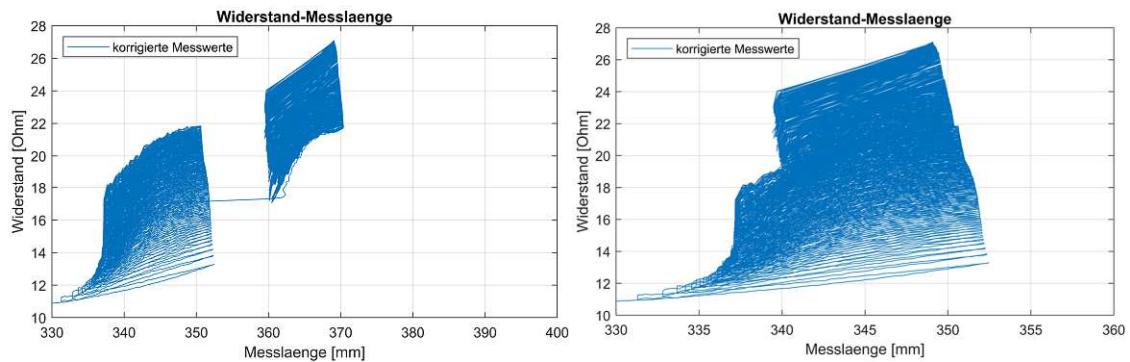 Widerstand-Messlaenge
28
26
24
22
20
18
16
14
12
10
Widerstand [Ohm]
korrigierte Messwerte
330 340 350 360 370 380 390 400
Messlaenge [mm]
Widerstand-Messlaenge
28
26
24
22
20
18
16
14
12
10
Widerstand [Ohm]
korrigierte Messwerte
330 335 340 345 350 355 360
Messlaenge [mm]